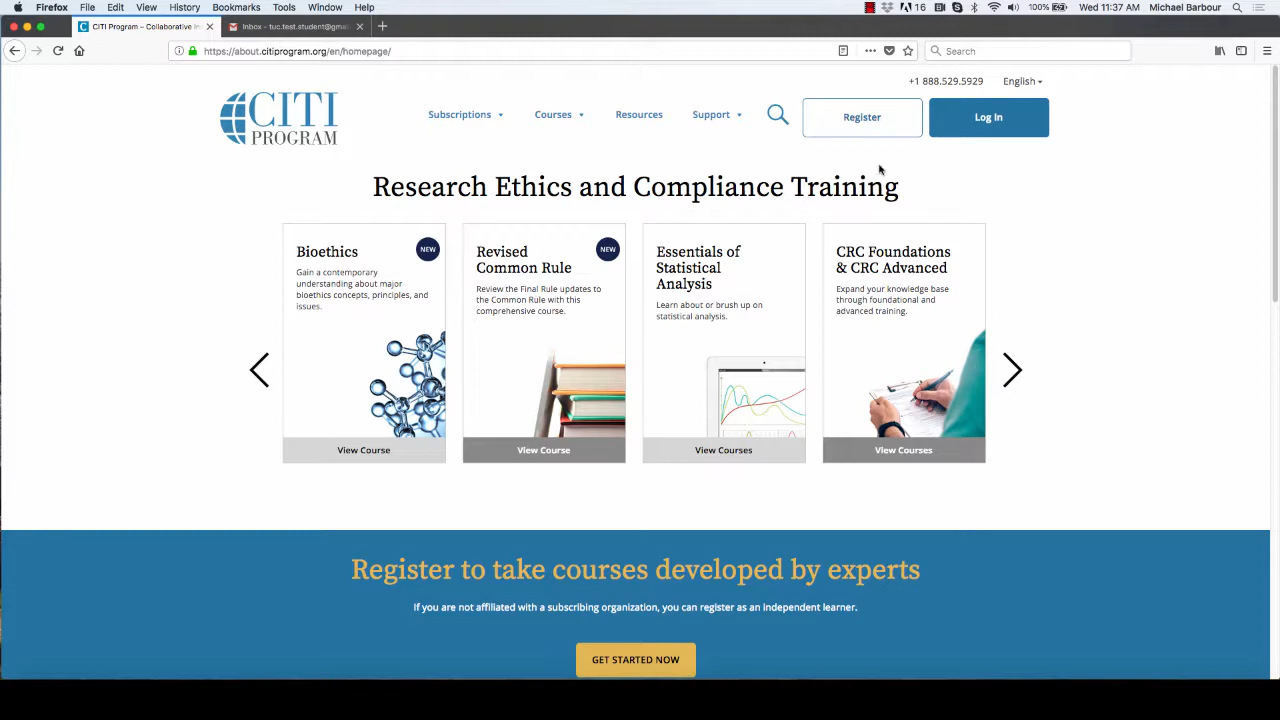 Firefox File Edit View History Bookmarks Tools Window Help 16 100% Wed 11:37 AM Michael Barbour
CITI Program – Collaborative In Inbox - tuc.test.student@gmai
https://about.citiprogram.org/en/homepage/ Search
+1 888.529.5929 English
CITI PROGRAM
Subscriptions Courses Resources Support Register Log In
Research Ethics and Compliance Training
Bioethics
NEW
Gain a contemporary
understanding about major
bioethics concepts, principles, and
issues.
View Course
Revised
Common Rule
NEW
Review the Final Rule updates to
the Common Rule with this
comprehensive course.
View Course
Essentials of
Statistical
Analysis
Learn about or brush up on
statistical analysis.
View Courses
CRC Foundations
& CRC Advanced
Expand your knowledge base
through foundational and
advanced training.
View Courses
Register to take courses developed by experts
If you are not affiliated with a subscribing organization, you can register as an independent learner.
GET STARTED NOW